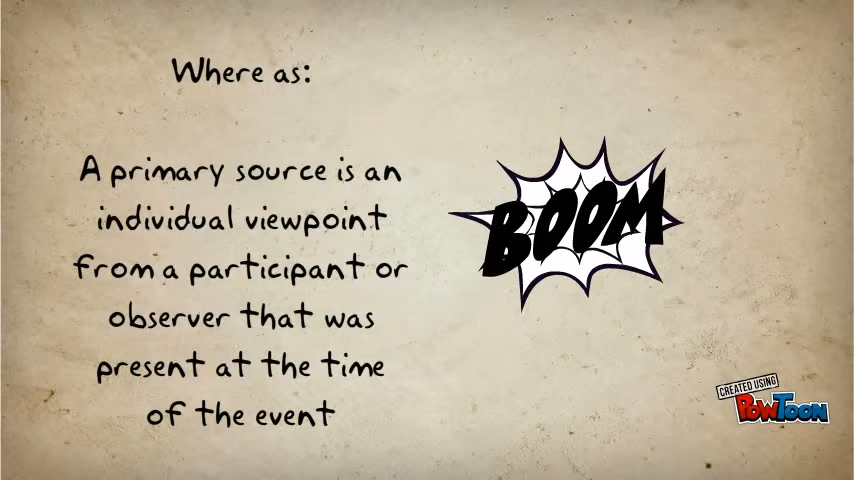 Where as:
A primary source is an
individual viewpoint
from a participant or
observer that was
present at the time
of the event
BOOM
CREATED USING
POWTOON